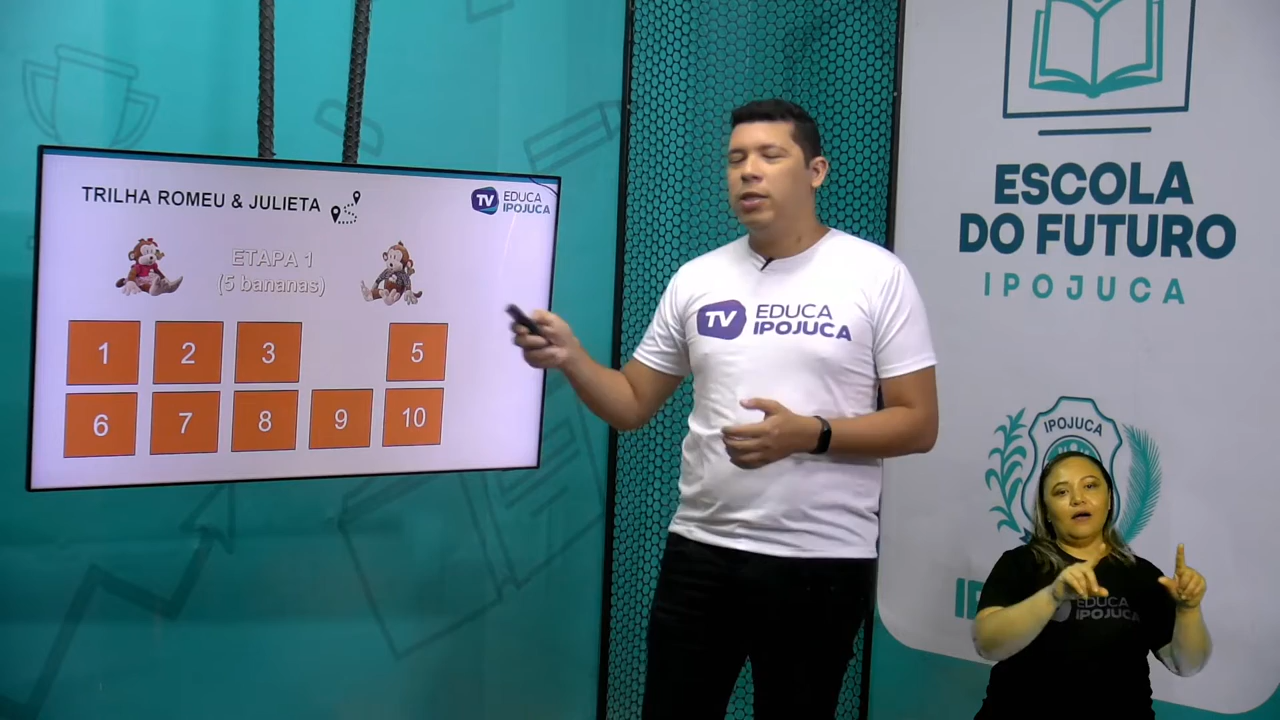 TRILHA ROMEU & JULIETA
TV EDUCA
IPOJUCA
ETAPA 1
(5 bananas)
1 2 3 5
6 7 8 9 10
TV EDUCA
IPOJUCA
ESCOLA
DO FUTURO
IPOJUCA
IPOJUCA
EDUCA
IPOJUCA